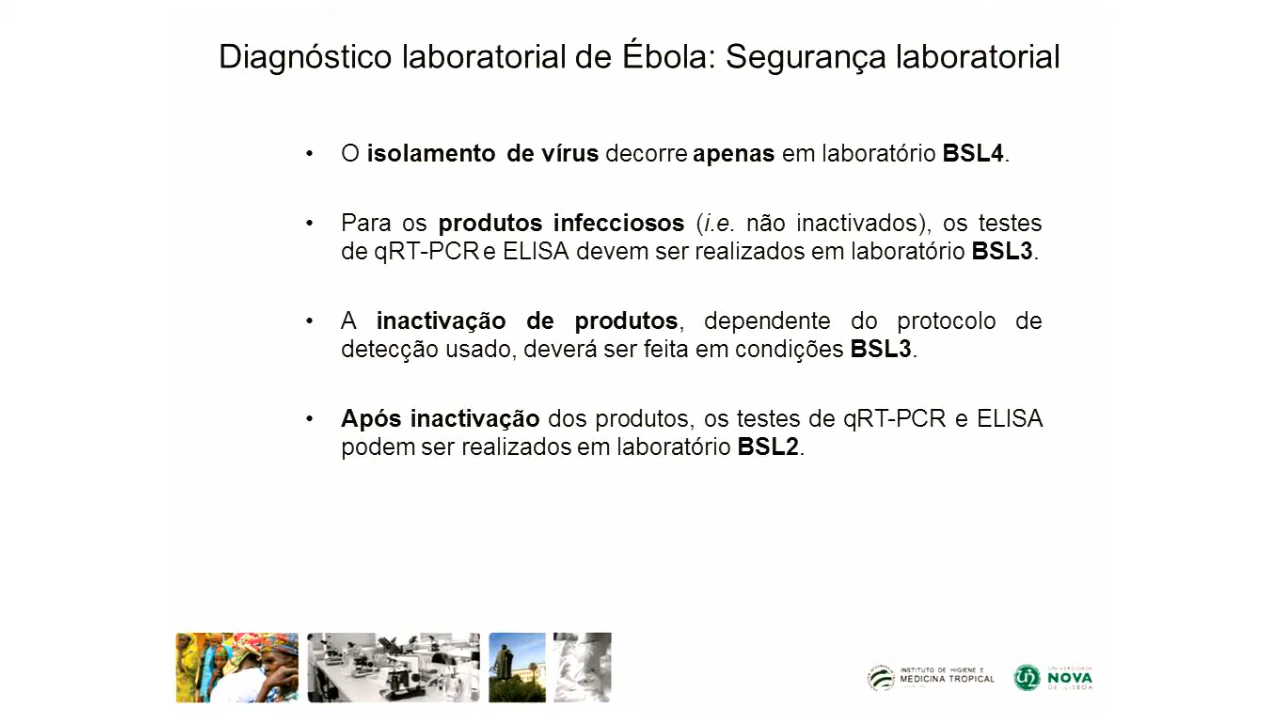 Diagnóstico laboratorial de Ébola: Segurança laboratorial
• O isolamento de vírus decorre apenas em laboratório BSL4.
• Para os produtos infecciosos (i.e. não inactivados), os testes
de qRT-PCR e ELISA devem ser realizados em laboratório BSL3.
• A inactivação de produtos, dependente do protocolo de
detecção usado, deverá ser feita em condições BSL3.
• Após inactivação dos produtos, os testes de qRT-PCR e ELISA
podem ser realizados em laboratório BSL2.
INSTITUTO DE HIGIENE E
MEDICINA TROPICAL
UNIVERSIDADE
NOVA
DE LISBOA